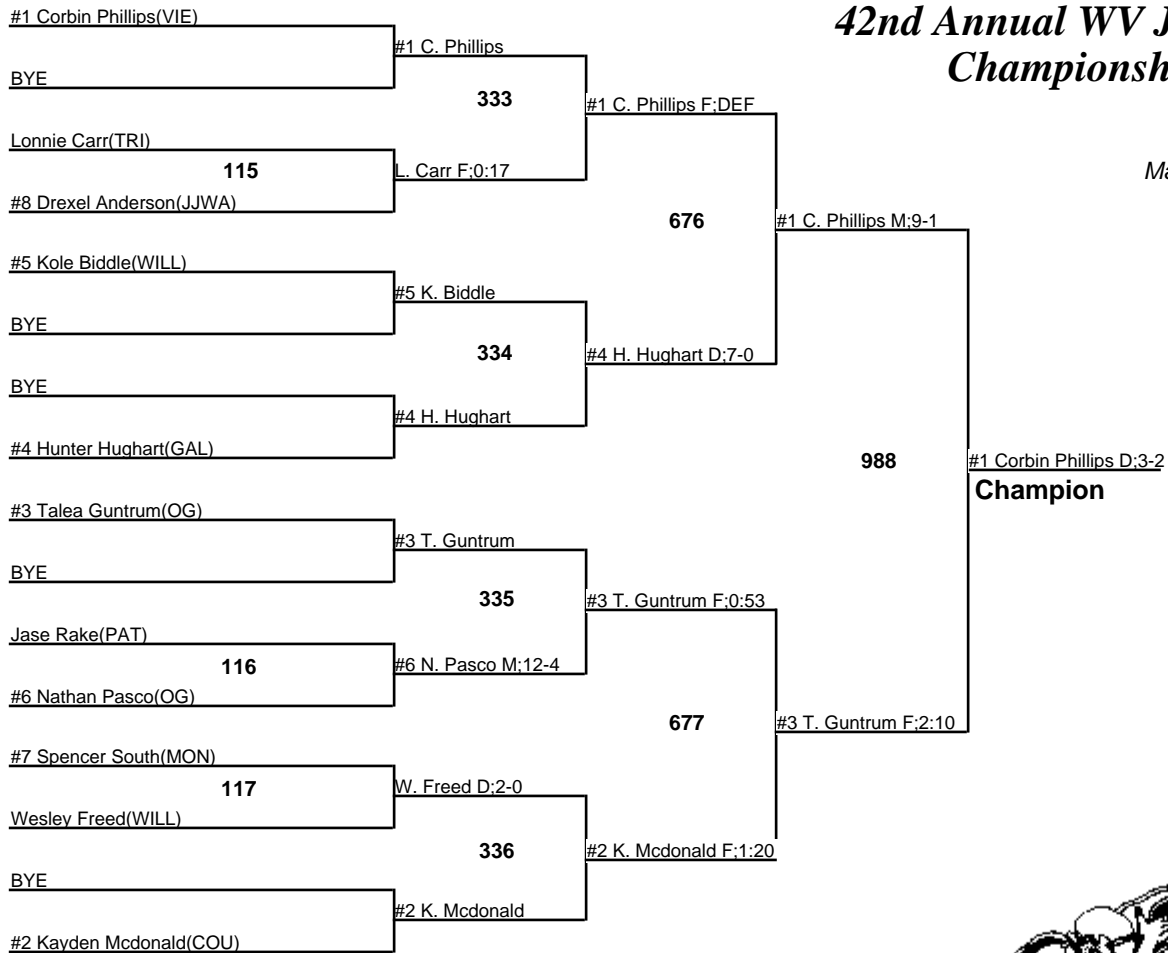 #1 Corbin Phillips(VIE)
BYE
Lonnie Carr(TRI)
115
#8 Drexel Anderson(JJWA)
#5 Kole Biddle(WILL)
BYE
BYE
#4 Hunter Hughart(GAL)
#3 Talea Guntrum(OG)
BYE
Jase Rake(PAT)
116
#6 Nathan Pasco(OG)
#7 Spencer South(MON)
117
Wesley Freed(WILL)
BYE
#2 Kayden Mcdonald(COU)
#1 C. Phillips
333
L. Carr F;0:17
#5 K. Biddle
334
#4 H. Hughart
#3 T. Guntrum
335
#6 N. Pasco M;12-4
W. Freed D;2-0
336
#2 K. Mcdonald
#1 C. Phillips F;DEF
676
#4 H. Hughart D;7-0
#3 T. Guntrum F;0:53
677
#2 K. Mcdonald F;1:20
#1 C. Phillips M;9-1
988
#3 T. Guntrum F;2:10
#1 Corbin Phillips D;3-2
Champion
42nd Annual WV J
Championsh
Ma